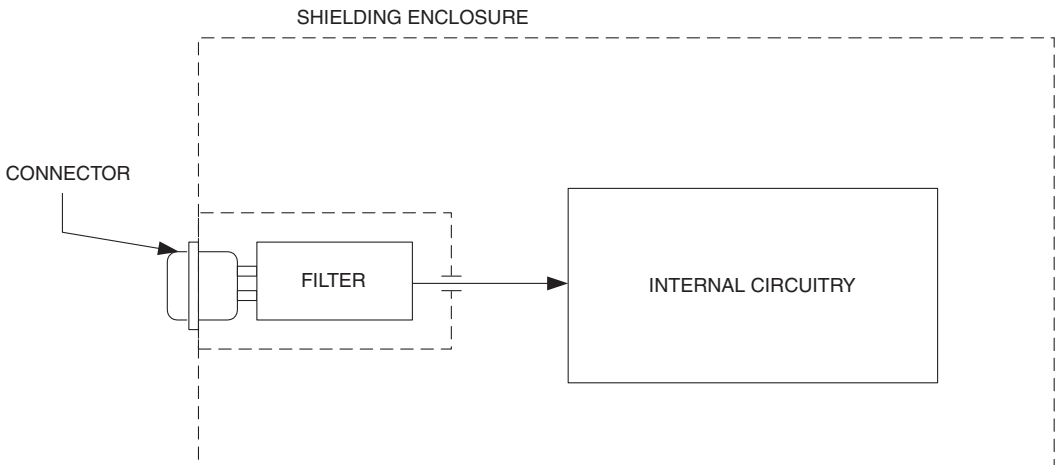 SHIELDING ENCLOSURE
CONNECTOR
FILTER
INTERNAL CIRCUITRY